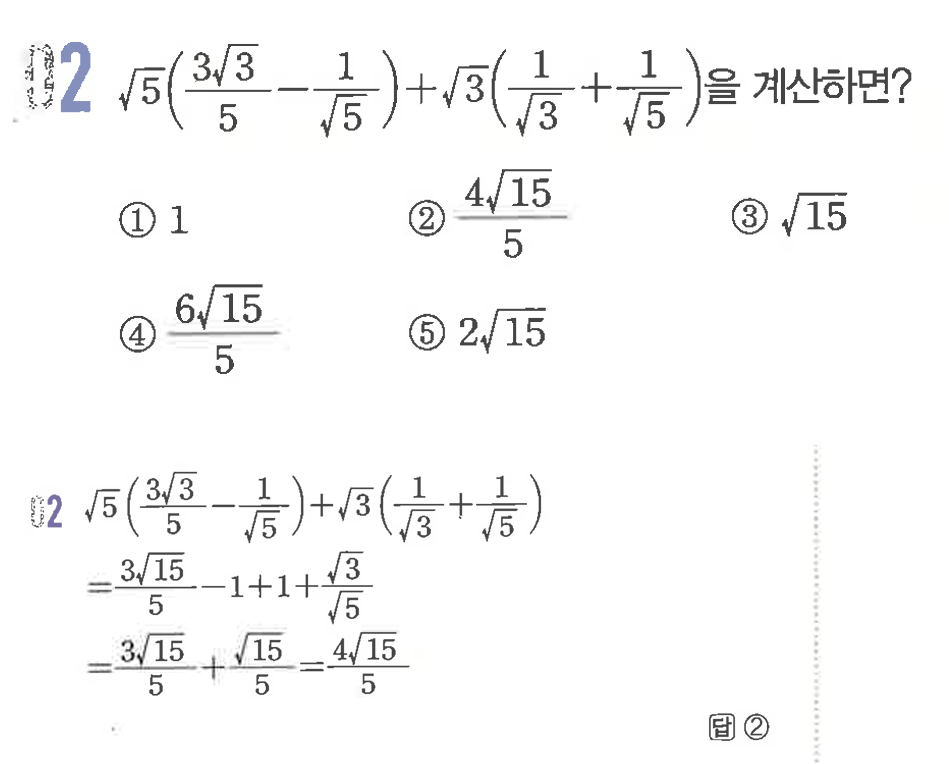 02 √5(3√3/5 − 1/√5)+√3(1/√3 + 1/√5)을 계산하면?
① 1 ② 4√15/5 ③ √15
④ 6√15/5 ⑤ 2√15
02 √5(3√3/5 − 1/√5)+√3(1/√3 + 1/√5)
=3√15/5 −1+1+ √3/√5
=3√15/5 + √15/5 = 4√15/5
답 ②